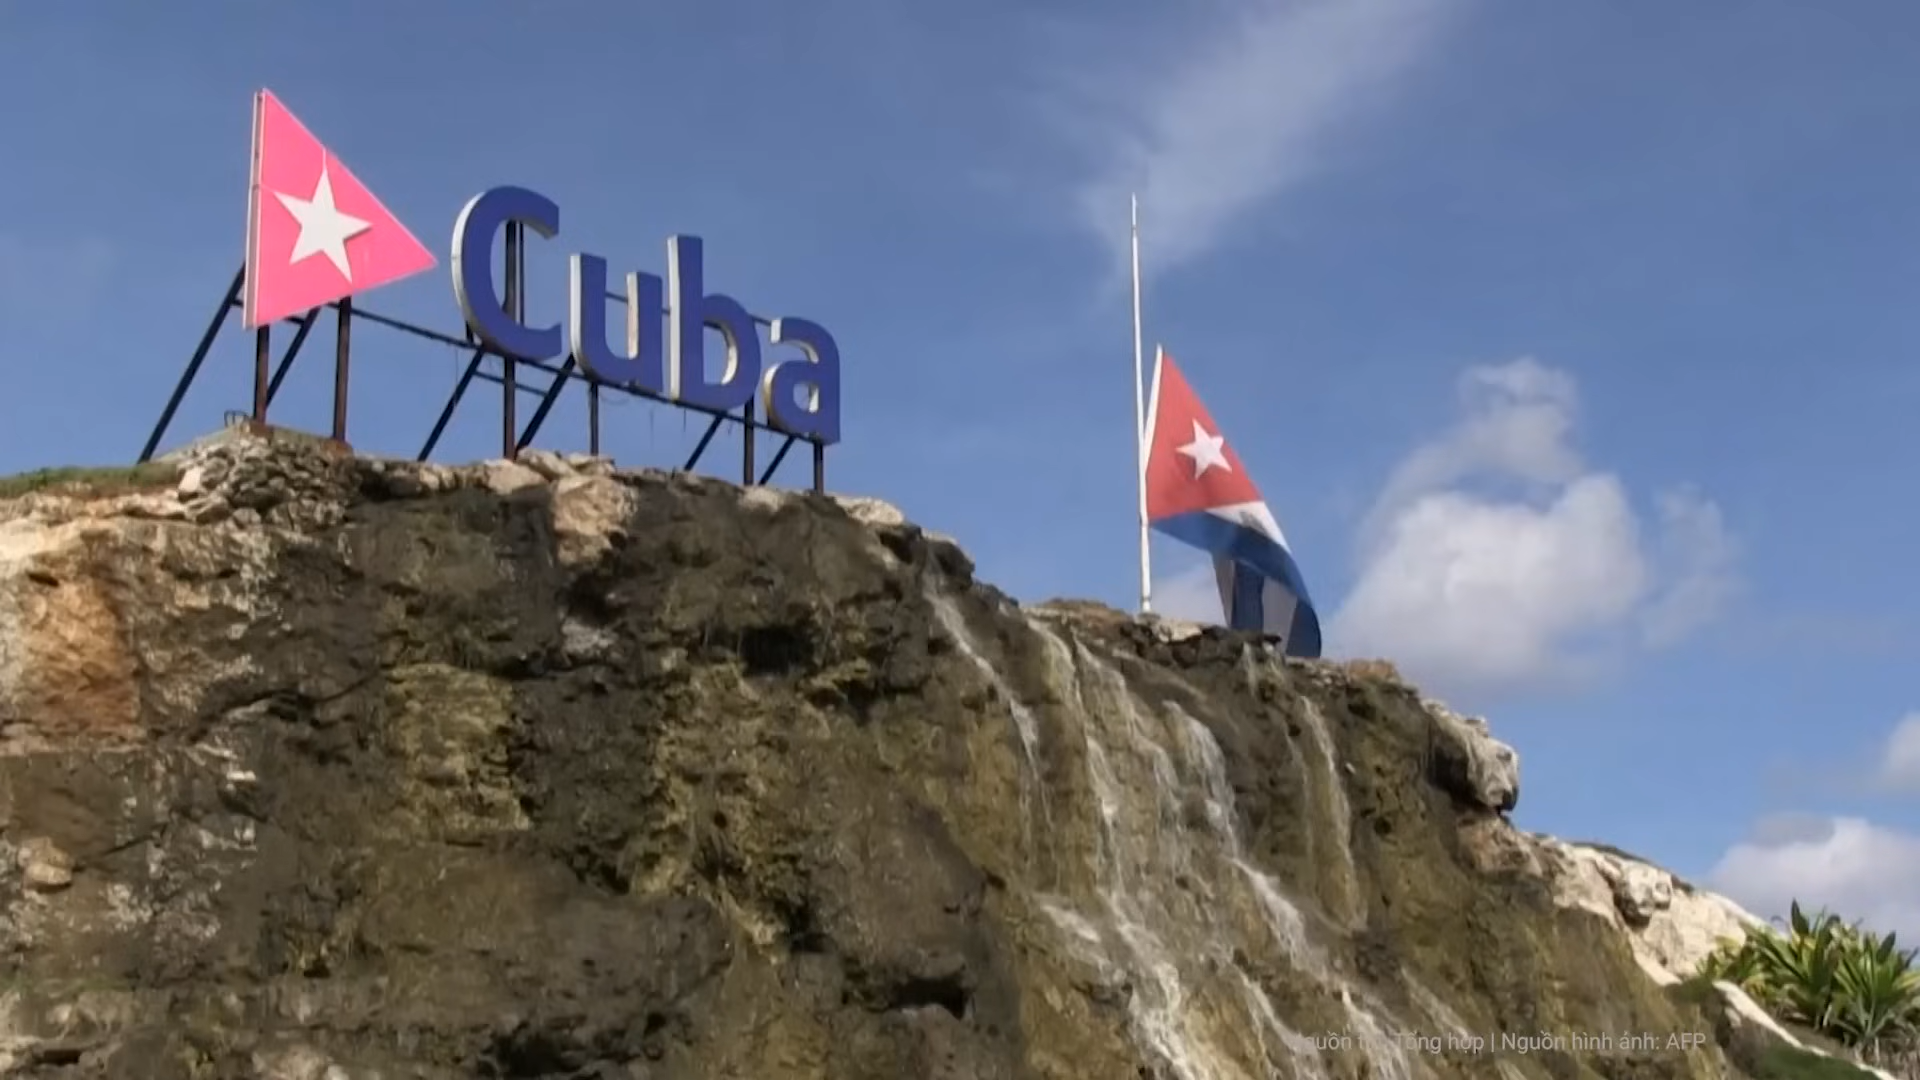 Cuba
Tổng hợp | Nguồn hình ảnh: AFP